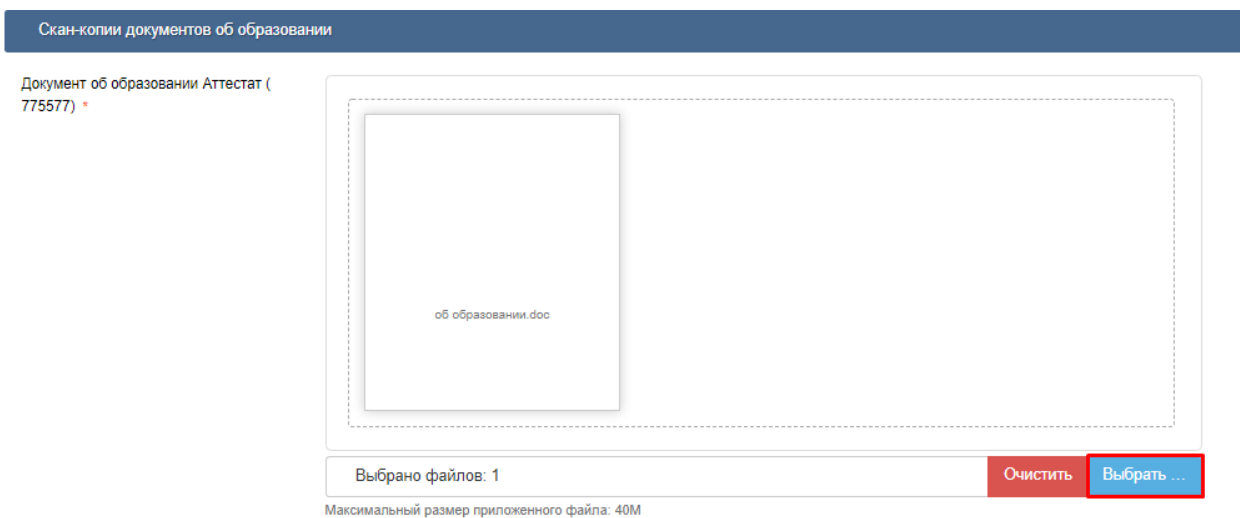 Скан-копии документов об образовании
Документ об образовании Аттестат (
775577) *
об образовании.doc
Выбрано файлов: 1
Очистить
Выбрать ...
Максимальный размер приложенного файла: 40M